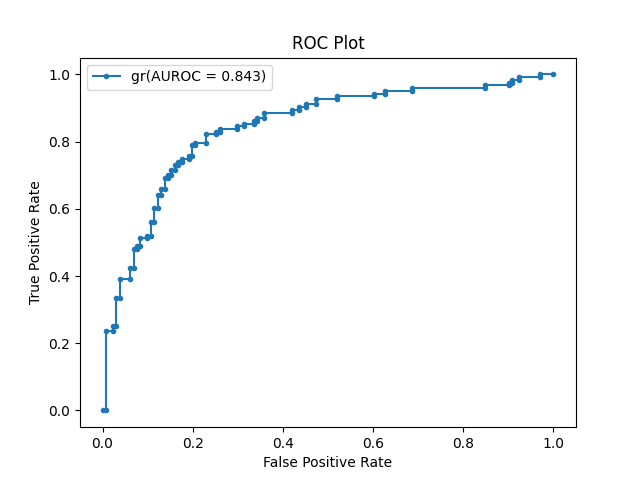 ROC Plot
gr(AUROC = 0.843)
1.0
0.8
0.6
0.4
0.2
0.0
True Positive Rate
0.0 0.2 0.4 0.6 0.8 1.0
False Positive Rate